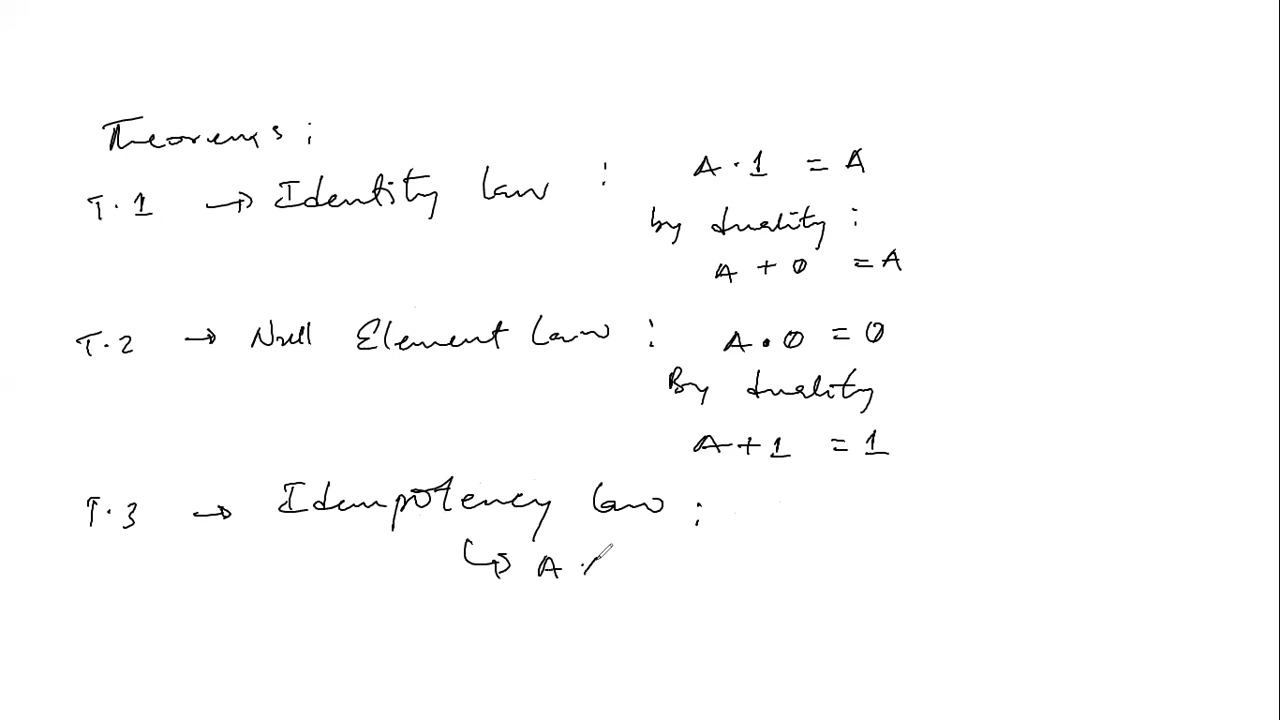 Theorems :
T.1 → Identity law : A · 1 = A
by duality :
A + 0 = A
T.2 → Null Element law : A · 0 = 0
By duality
A + 1 = 1
T.3 → Idempotency law :
↳ A ·